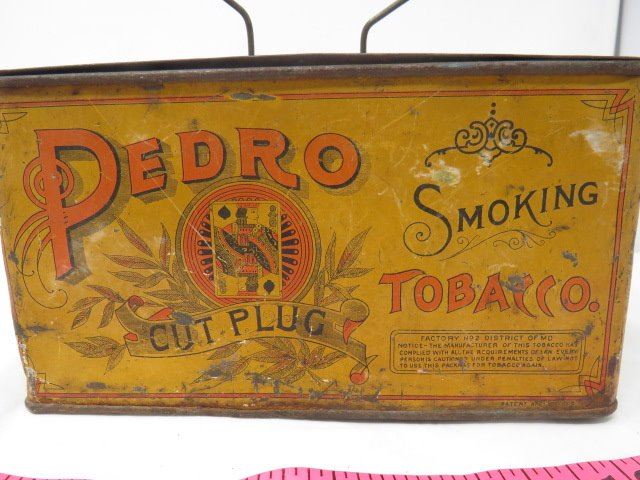 PEDRO
CUT PLUG
SMOKING
TOBACCO.
FACTORY Nº2 DISTRICT OF MD
NOTICE-THE MANUFACTURER OF THIS TOBACCO HAS
COMPLIED WITH ALL THE REQUIREMENTS OF LAW EVERY
PERSON IS CAUTIONED UNDER PENALTIES OF LAW NOT
TO USE THIS PACKAGE FOR TOBACCO AGAIN.
PATENT